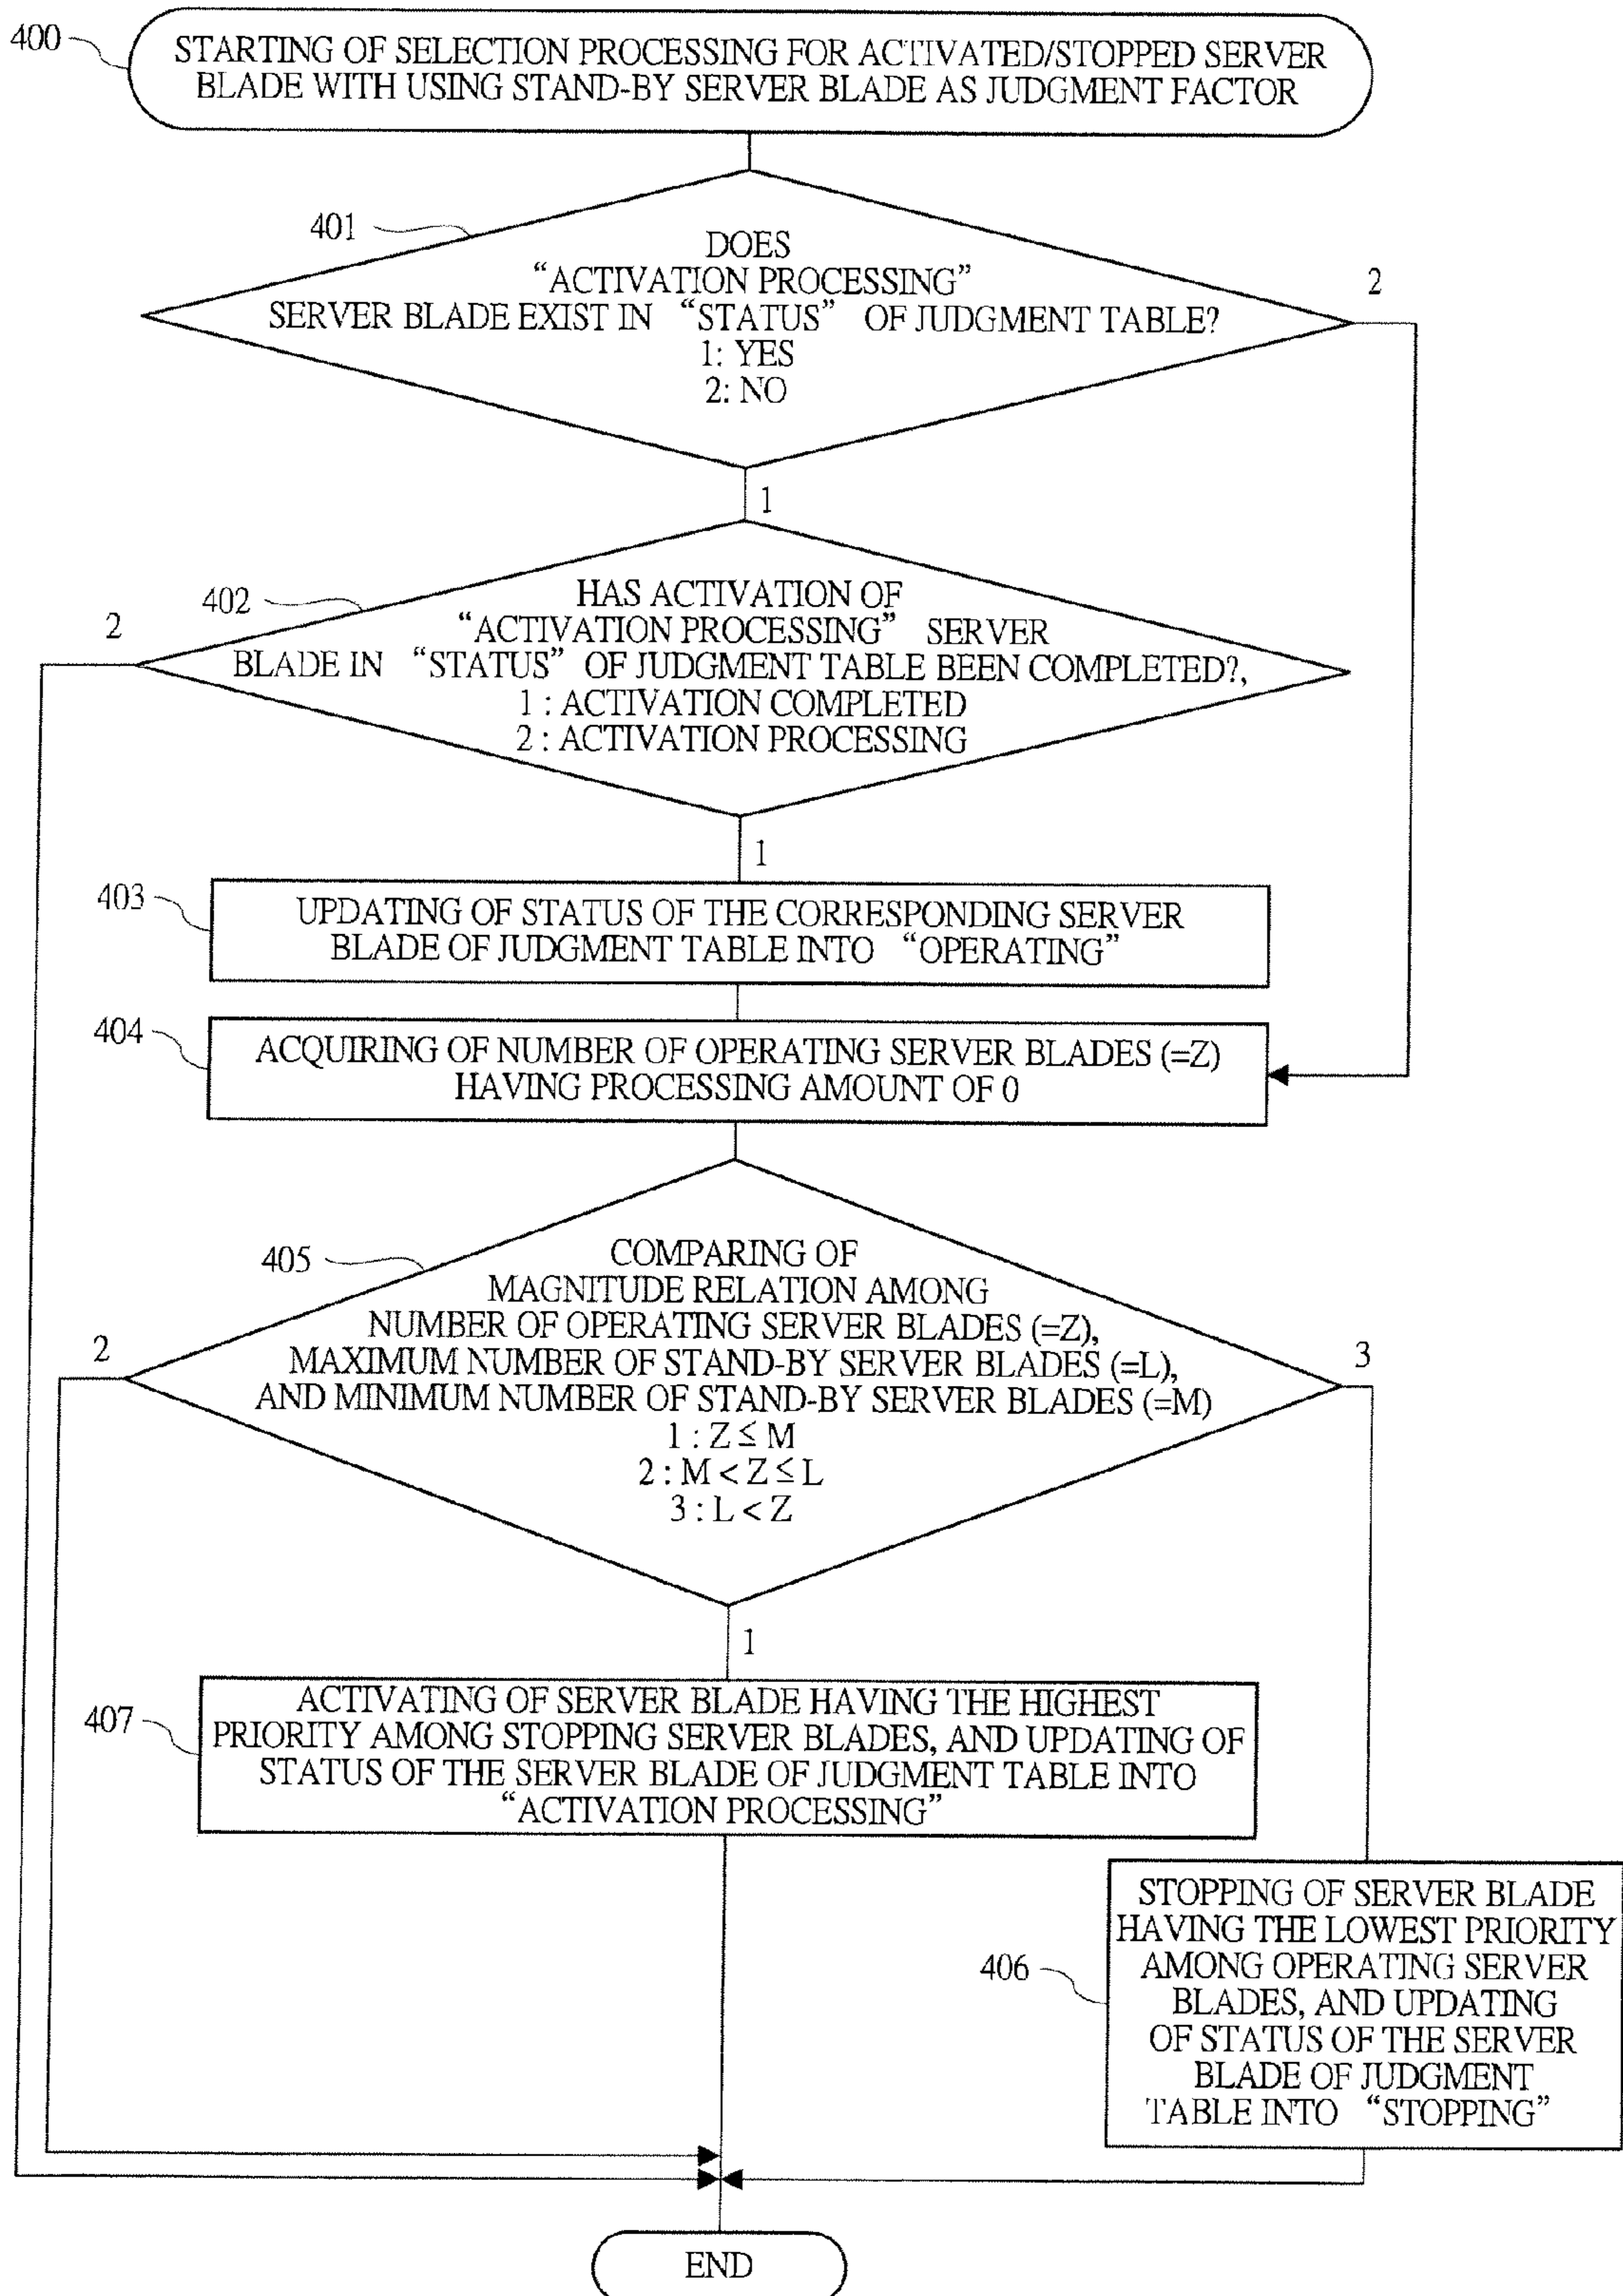 400
STARTING OF SELECTION PROCESSING FOR ACTIVATED/STOPPED SERVER
BLADE WITH USING STAND-BY SERVER BLADE AS JUDGMENT FACTOR
401
DOES
“ACTIVATION PROCESSING”
SERVER BLADE EXIST IN “STATUS” OF JUDGMENT TABLE?
1: YES
2: NO
2
1
402
2
HAS ACTIVATION OF
“ACTIVATION PROCESSING” SERVER
BLADE IN “STATUS” OF JUDGMENT TABLE BEEN COMPLETED?,
1 : ACTIVATION COMPLETED
2 : ACTIVATION PROCESSING
1
403
UPDATING OF STATUS OF THE CORRESPONDING SERVER
BLADE OF JUDGMENT TABLE INTO “OPERATING”
404
ACQUIRING OF NUMBER OF OPERATING SERVER BLADES (=Z)
HAVING PROCESSING AMOUNT OF 0
405
COMPARING OF
MAGNITUDE RELATION AMONG
NUMBER OF OPERATING SERVER BLADES (=Z),
MAXIMUM NUMBER OF STAND-BY SERVER BLADES (=L),
AND MINIMUM NUMBER OF STAND-BY SERVER BLADES (=M)
1 : Z ≦ M
2 : M < Z ≦ L
3 : L < Z
2
3
1
407
ACTIVATING OF SERVER BLADE HAVING THE HIGHEST
PRIORITY AMONG STOPPING SERVER BLADES, AND UPDATING OF
STATUS OF THE SERVER BLADE OF JUDGMENT TABLE INTO
“ACTIVATION PROCESSING”
406
STOPPING OF SERVER BLADE
HAVING THE LOWEST PRIORITY
AMONG OPERATING SERVER
BLADES, AND UPDATING
OF STATUS OF THE SERVER
BLADE OF JUDGMENT
TABLE INTO “STOPPING”
END